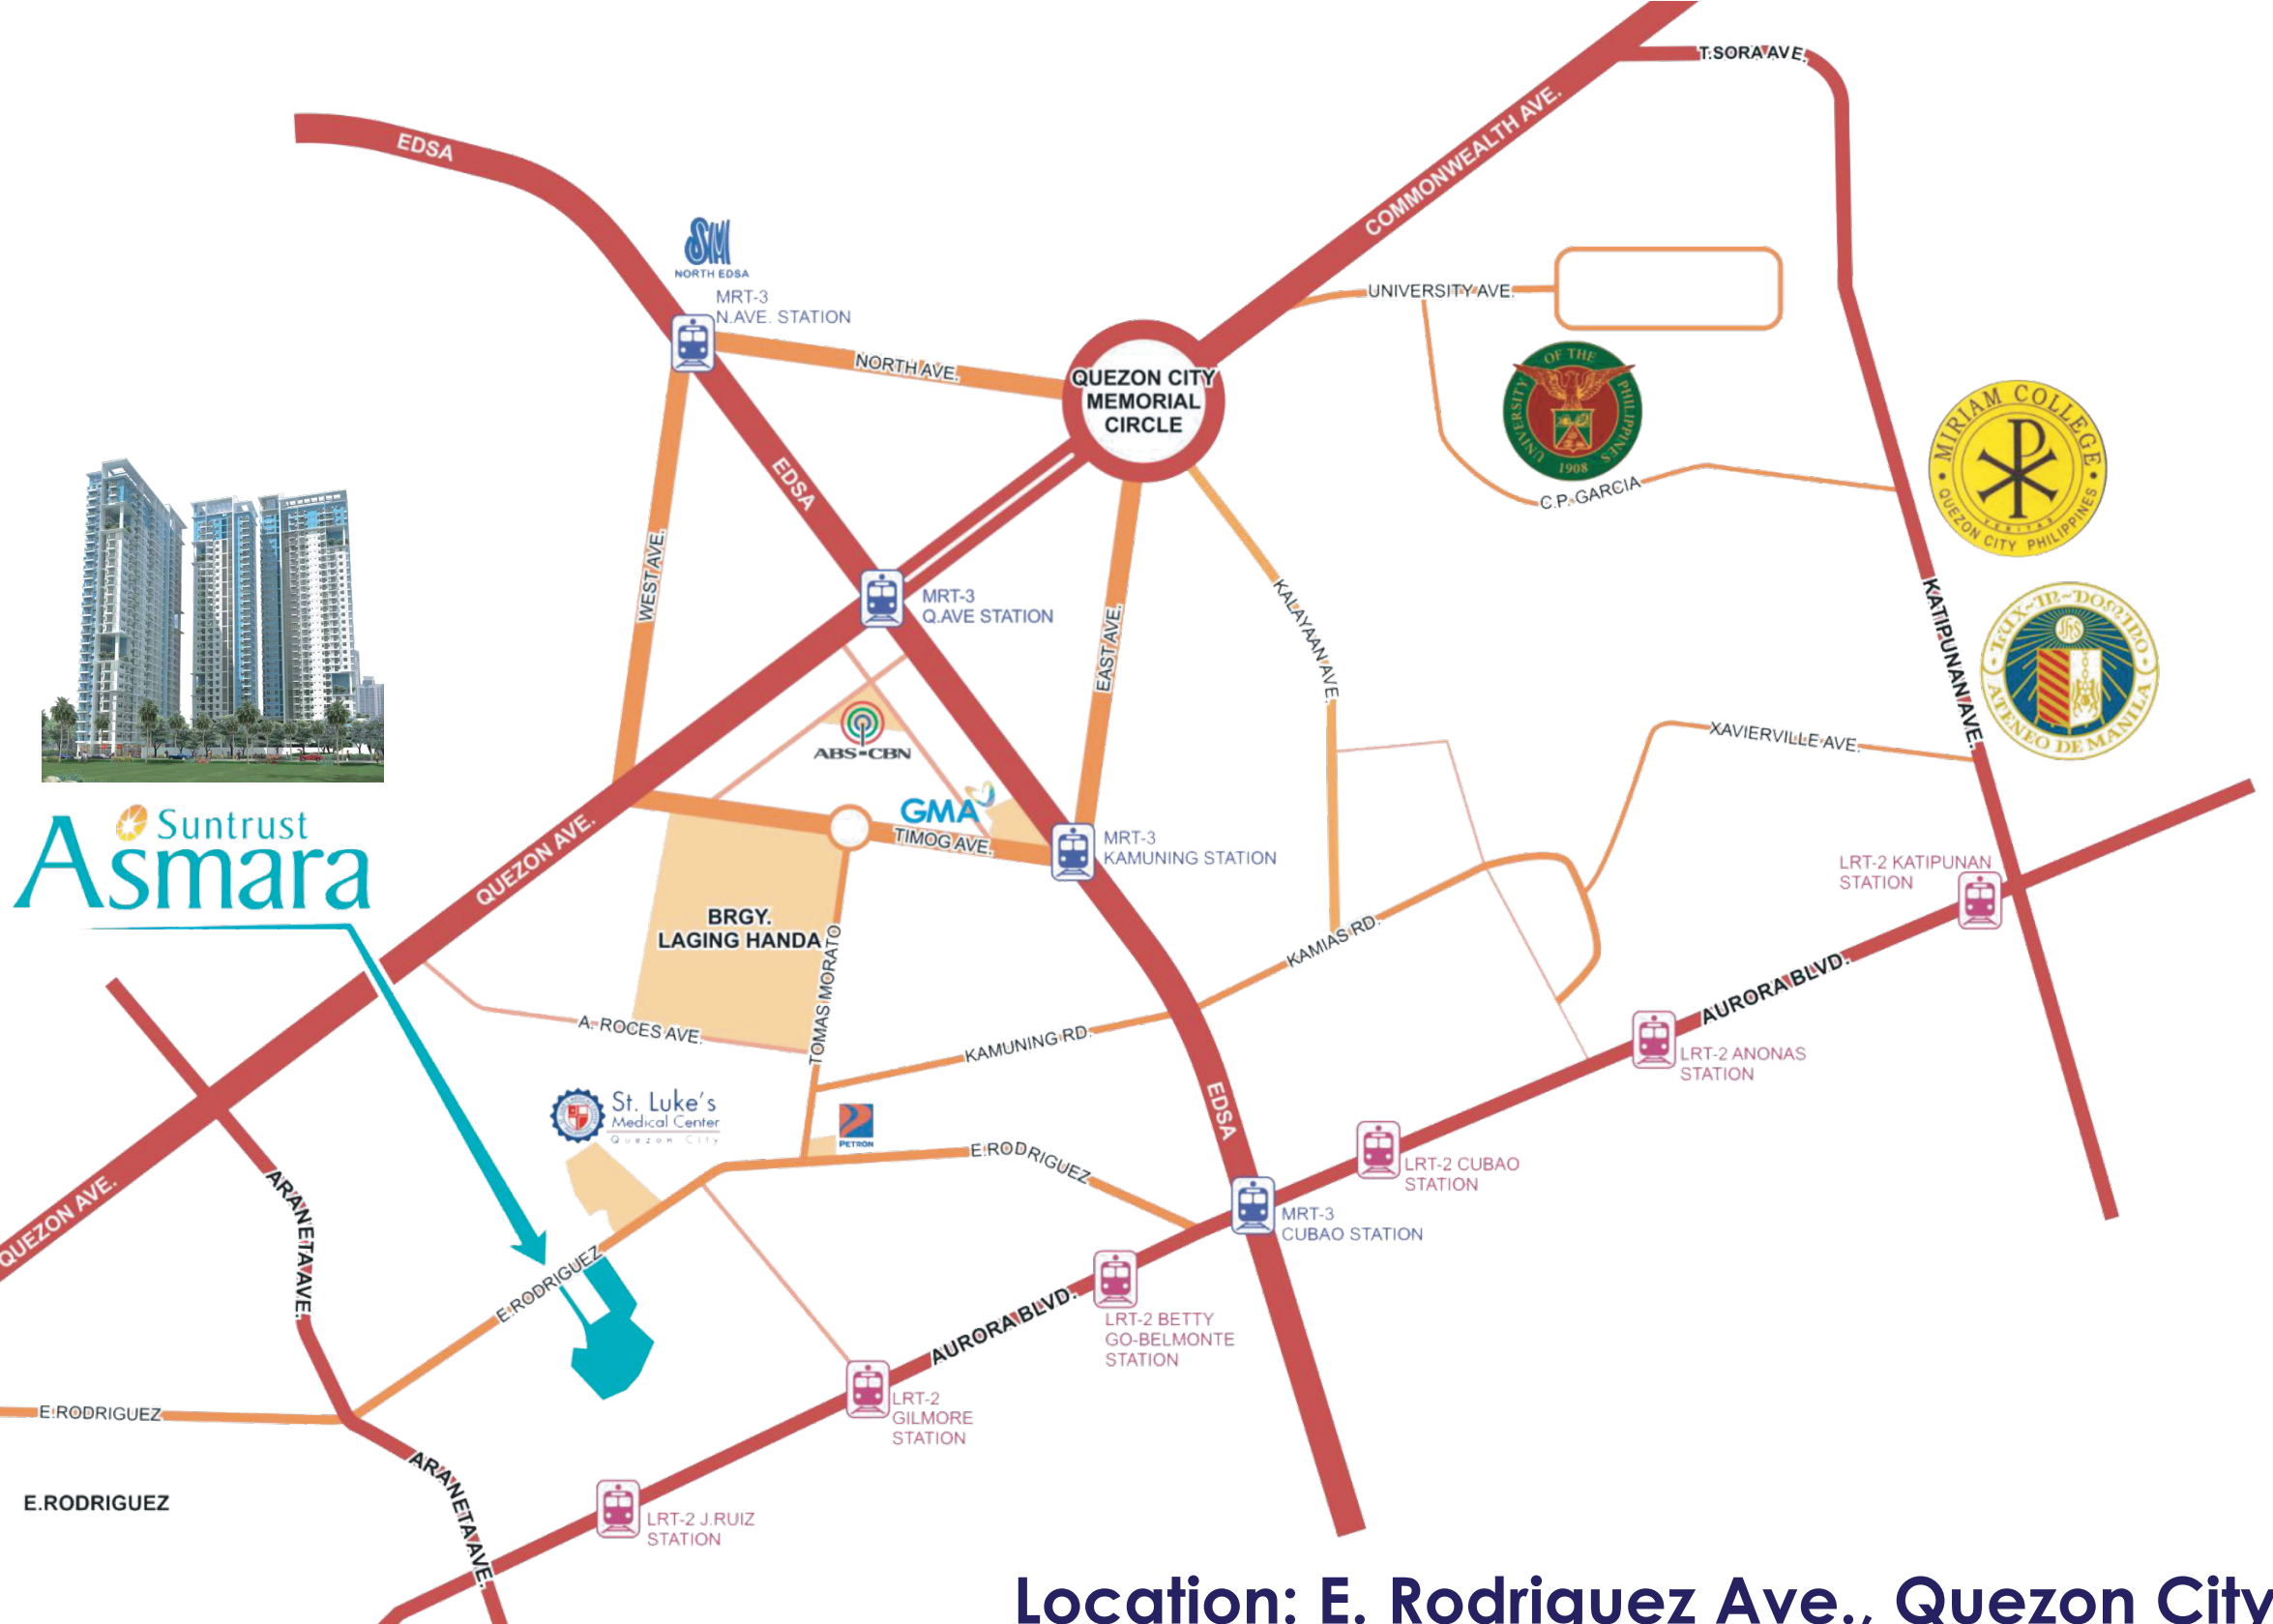 T.SORA AVE.
EDSA
COMMONWEALTH AVE.
SM
NORTH EDSA
MRT-3
N.AVE. STATION
UNIVERSITY AVE.
NORTH AVE.
QUEZON CITY
MEMORIAL
CIRCLE
UNIVERSITY OF THE PHILIPPINES
1908
MIRIAM COLLEGE
VERITAS
QUEZON CITY PHILIPPINES
EDSA
C.P. GARCIA
WEST AVE.
MRT-3
Q.AVE STATION
EAST AVE.
KALAYAAN AVE.
KATIPUNAN AVE.
LUX~IN~DOMINO
JHS
ATENEO DE MANILA
ABS-CBN
XAVIERVILLE AVE.
Suntrust
Asmara
GMA
TIMOG AVE.
MRT-3
KAMUNING STATION
QUEZON AVE.
LRT-2 KATIPUNAN
STATION
BRGY.
LAGING HANDA
TOMAS MORATO
KAMIAS RD.
AURORA BLVD.
A. ROCES AVE.
KAMUNING RD.
LRT-2 ANONAS
STATION
St. Luke's
Medical Center
Quezon City
PETRON
EDSA
E.RODRIGUEZ
LRT-2 CUBAO
STATION
QUEZON AVE.
ARANETA AVE.
MRT-3
CUBAO STATION
E.RODRIGUEZ
AURORA BLVD.
LRT-2 BETTY
GO-BELMONTE
STATION
E.RODRIGUEZ
LRT-2
GILMORE
STATION
ARANETA AVE.
E.RODRIGUEZ
LRT-2 J.RUIZ
STATION
Location: E. Rodriguez Ave., Quezon City